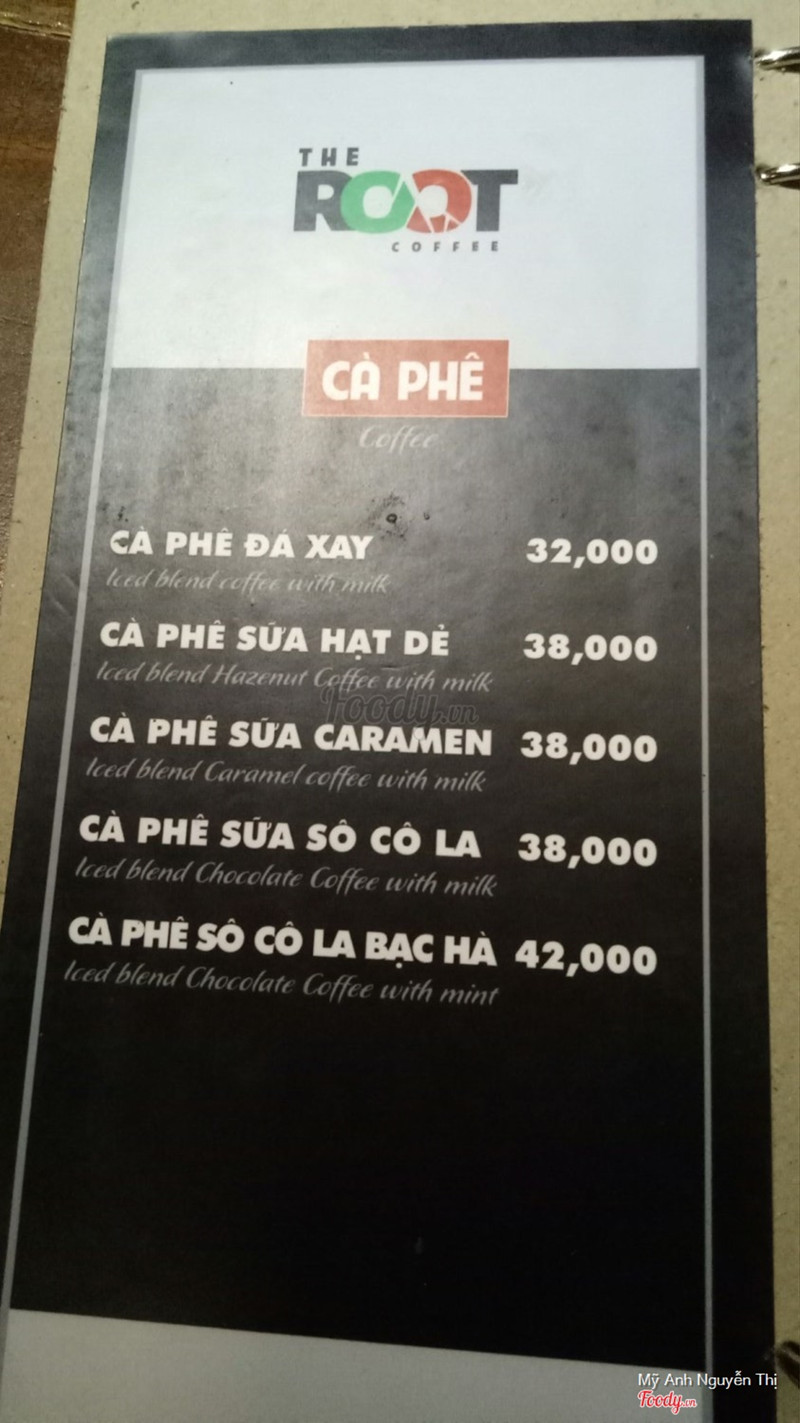 THE
ROOT
COFFEE
CÀ PHÊ
Coffee
CÀ PHÊ ĐÁ XAY 32,000
Iced blend coffee with milk
CÀ PHÊ SỮA HẠT DẺ 38,000
Iced blend Hazenut Coffee with milk
Foody.vn
CÀ PHÊ SỮA CARAMEN 38,000
Iced blend Caramel coffee with milk
CÀ PHÊ SỮA SÔ CÔ LA 38,000
Iced blend Chocolate Coffee with milk
CÀ PHÊ SÔ CÔ LA BẠC HÀ 42,000
Iced blend Chocolate Coffee with mint
Mỹ Anh Nguyễn Thị
Foody.vn